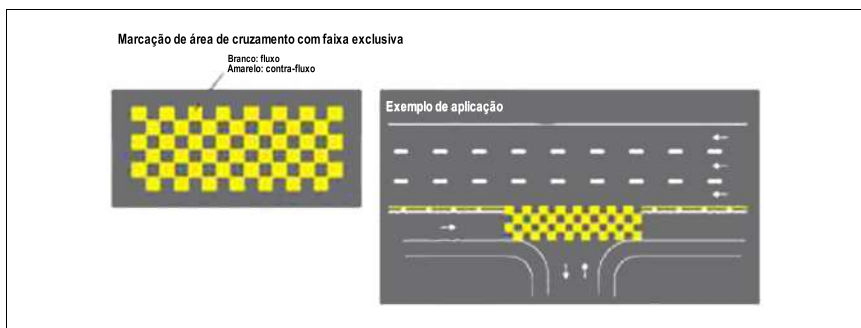 Marcação de área de cruzamento com faixa exclusiva
Branco: fluxo
Amarelo: contra-fluxo
Exemplo de aplicação